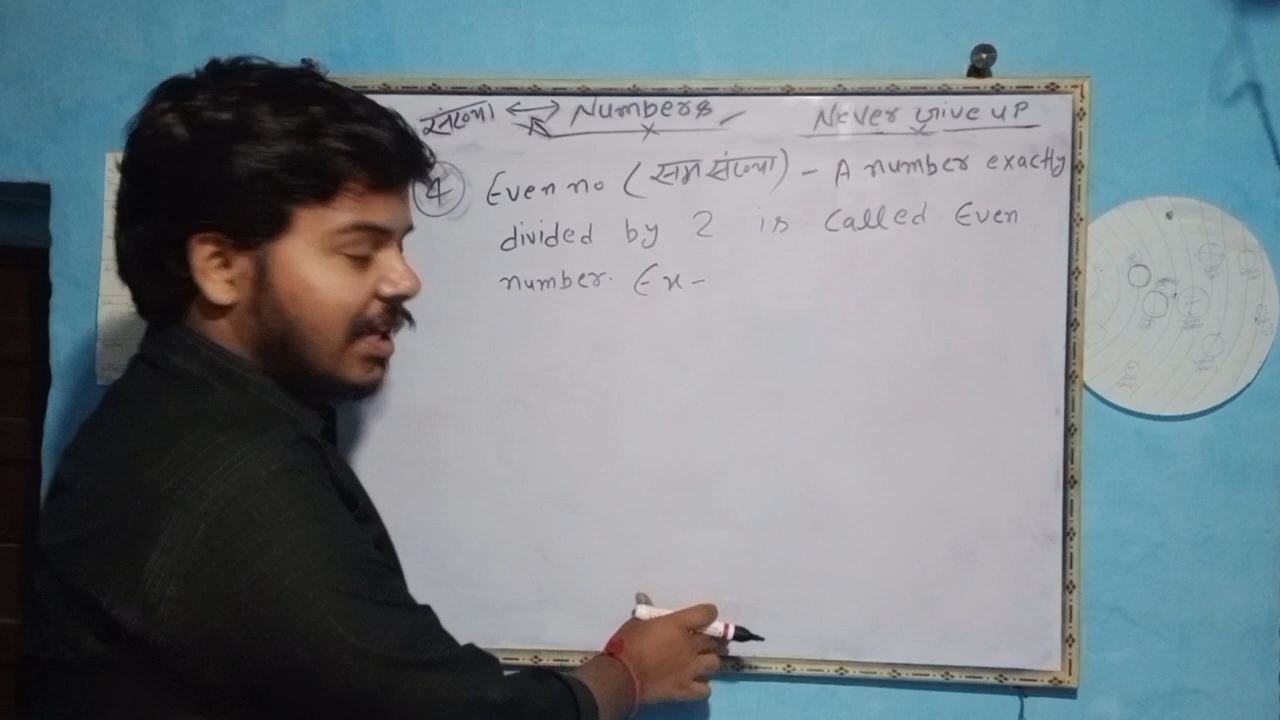 संख्या ↔ Numbers
Never Give up
④ Even no (सम संख्या) - A number exactly
divided by 2 is called Even
number. Ex -